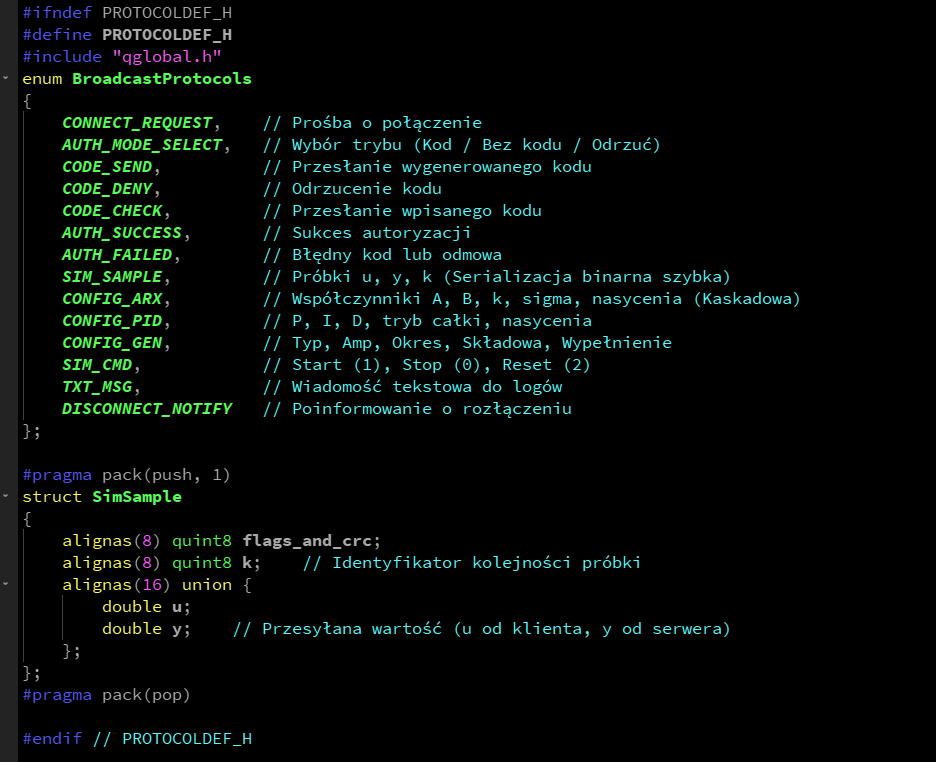 #ifndef PROTOCOLDEF_H
#define PROTOCOLDEF_H
#include "qglobal.h"
enum BroadcastProtocols
{
    CONNECT_REQUEST,    // Prośba o połączenie
    AUTH_MODE_SELECT,   // Wybór trybu (Kod / Bez kodu / Odrzuć)
    CODE_SEND,          // Przesłanie wygenerowanego kodu
    CODE_DENY,          // Odrzucenie kodu
    CODE_CHECK,         // Przesłanie wpisanego kodu
    AUTH_SUCCESS,       // Sukces autoryzacji
    AUTH_FAILED,        // Błędny kod lub odmowa
    SIM_SAMPLE,         // Próbki u, y, k (Serializacja binarna szybka)
    CONFIG_ARX,         // Współczynniki A, B, k, sigma, nasycenia (Kaskadowa)
    CONFIG_PID,         // P, I, D, tryb całki, nasycenia
    CONFIG_GEN,         // Typ, Amp, Okres, Składowa, Wypełnienie
    SIM_CMD,            // Start (1), Stop (0), Reset (2)
    TXT_MSG,            // Wiadomość tekstowa do logów
    DISCONNECT_NOTIFY   // Poinformowanie o rozłączeniu
};

#pragma pack(push, 1)
struct SimSample
{
    alignas(8) quint8 flags_and_crc;
    alignas(8) quint8 k;    // Identyfikator kolejności próbki
    alignas(16) union {
        double u;
        double y;    // Przesyłana wartość (u od klienta, y od serwera)
    };
};
#pragma pack(pop)

#endif // PROTOCOLDEF_H